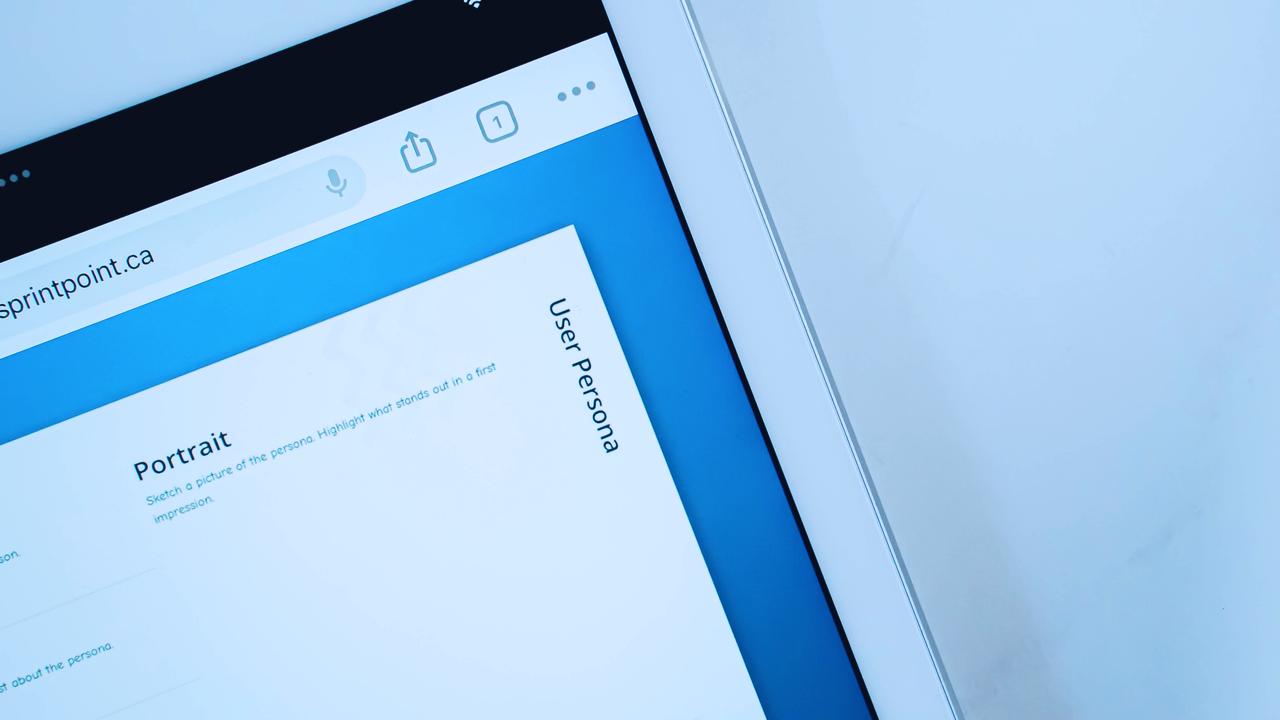 1
sprintpoint.ca
User Persona
Portrait
Sketch a picture of the persona. Highlight what stands out in a first
impression.
son.
st about the persona.